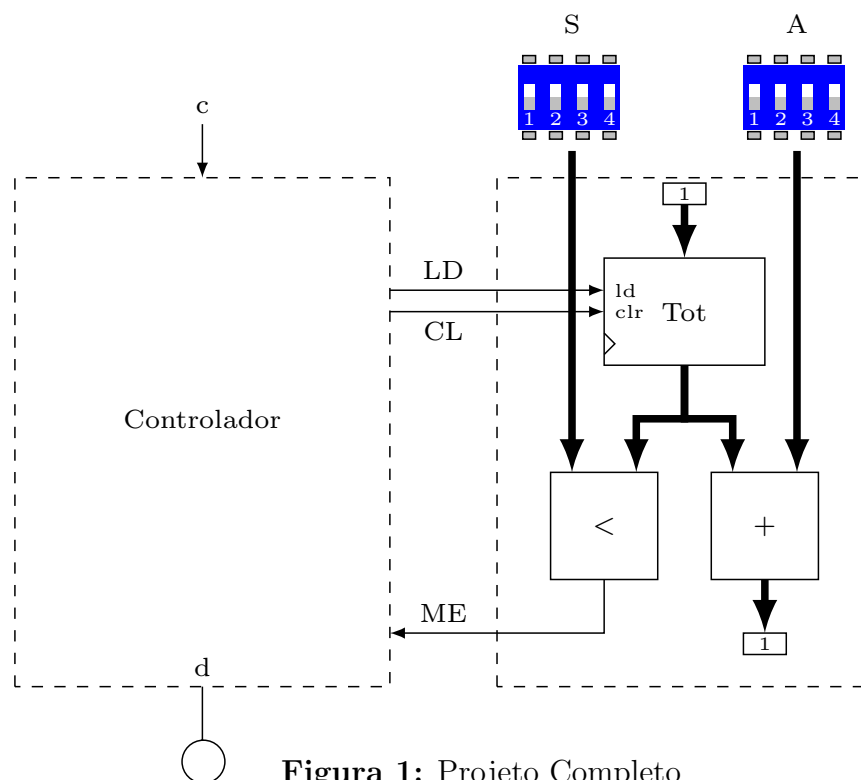 S A
1 2 3 4 1 2 3 4
c
1
LD
ld
clr
Tot
CL
Controlador
< +
ME
1
d
Figura 1: Projeto Completo